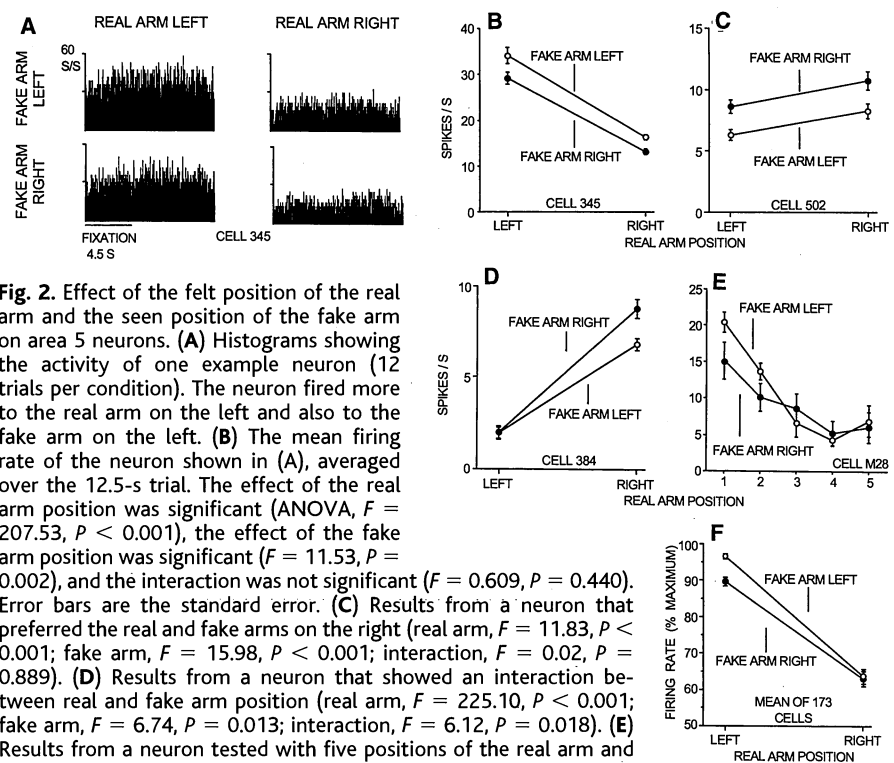 A
REAL ARM LEFT
REAL ARM RIGHT
60
S/S
FAKE ARM
LEFT
FAKE ARM
RIGHT
FIXATION
4.5 S
CELL 345
B
40
30
20
10
0
SPIKES / S
FAKE ARM LEFT
FAKE ARM RIGHT
CELL 345
LEFT
RIGHT
C
15
10
5
0
FAKE ARM RIGHT
FAKE ARM LEFT
CELL 502
LEFT
RIGHT
REAL ARM POSITION
D
10
5
0
SPIKES / S
FAKE ARM RIGHT
FAKE ARM LEFT
CELL 384
LEFT
RIGHT
E
25
20
15
10
5
0
FAKE ARM LEFT
FAKE ARM RIGHT
CELL M28
1 2 3 4 5
REAL ARM POSITION
F
100
90
80
70
60
50
FIRING RATE (% MAXIMUM)
FAKE ARM LEFT
FAKE ARM RIGHT
MEAN OF 173
CELLS
LEFT
RIGHT
REAL ARM POSITION
Fig. 2. Effect of the felt position of the real
arm and the seen position of the fake arm
on area 5 neurons. (A) Histograms showing
the activity of one example neuron (12
trials per condition). The neuron fired more
to the real arm on the left and also to the
fake arm on the left. (B) The mean firing
rate of the neuron shown in (A), averaged
over the 12.5-s trial. The effect of the real
arm position was significant (ANOVA, F =
207.53, P < 0.001), the effect of the fake
arm position was significant (F = 11.53, P =
0.002), and the interaction was not significant (F = 0.609, P = 0.440).
Error bars are the standard error. (C) Results from a neuron that
preferred the real and fake arms on the right (real arm, F = 11.83, P <
0.001; fake arm, F = 15.98, P < 0.001; interaction, F = 0.02, P =
0.889). (D) Results from a neuron that showed an interaction be-
tween real and fake arm position (real arm, F = 225.10, P < 0.001;
fake arm, F = 6.74, P = 0.013; interaction, F = 6.12, P = 0.018). (E)
Results from a neuron tested with five positions of the real arm and